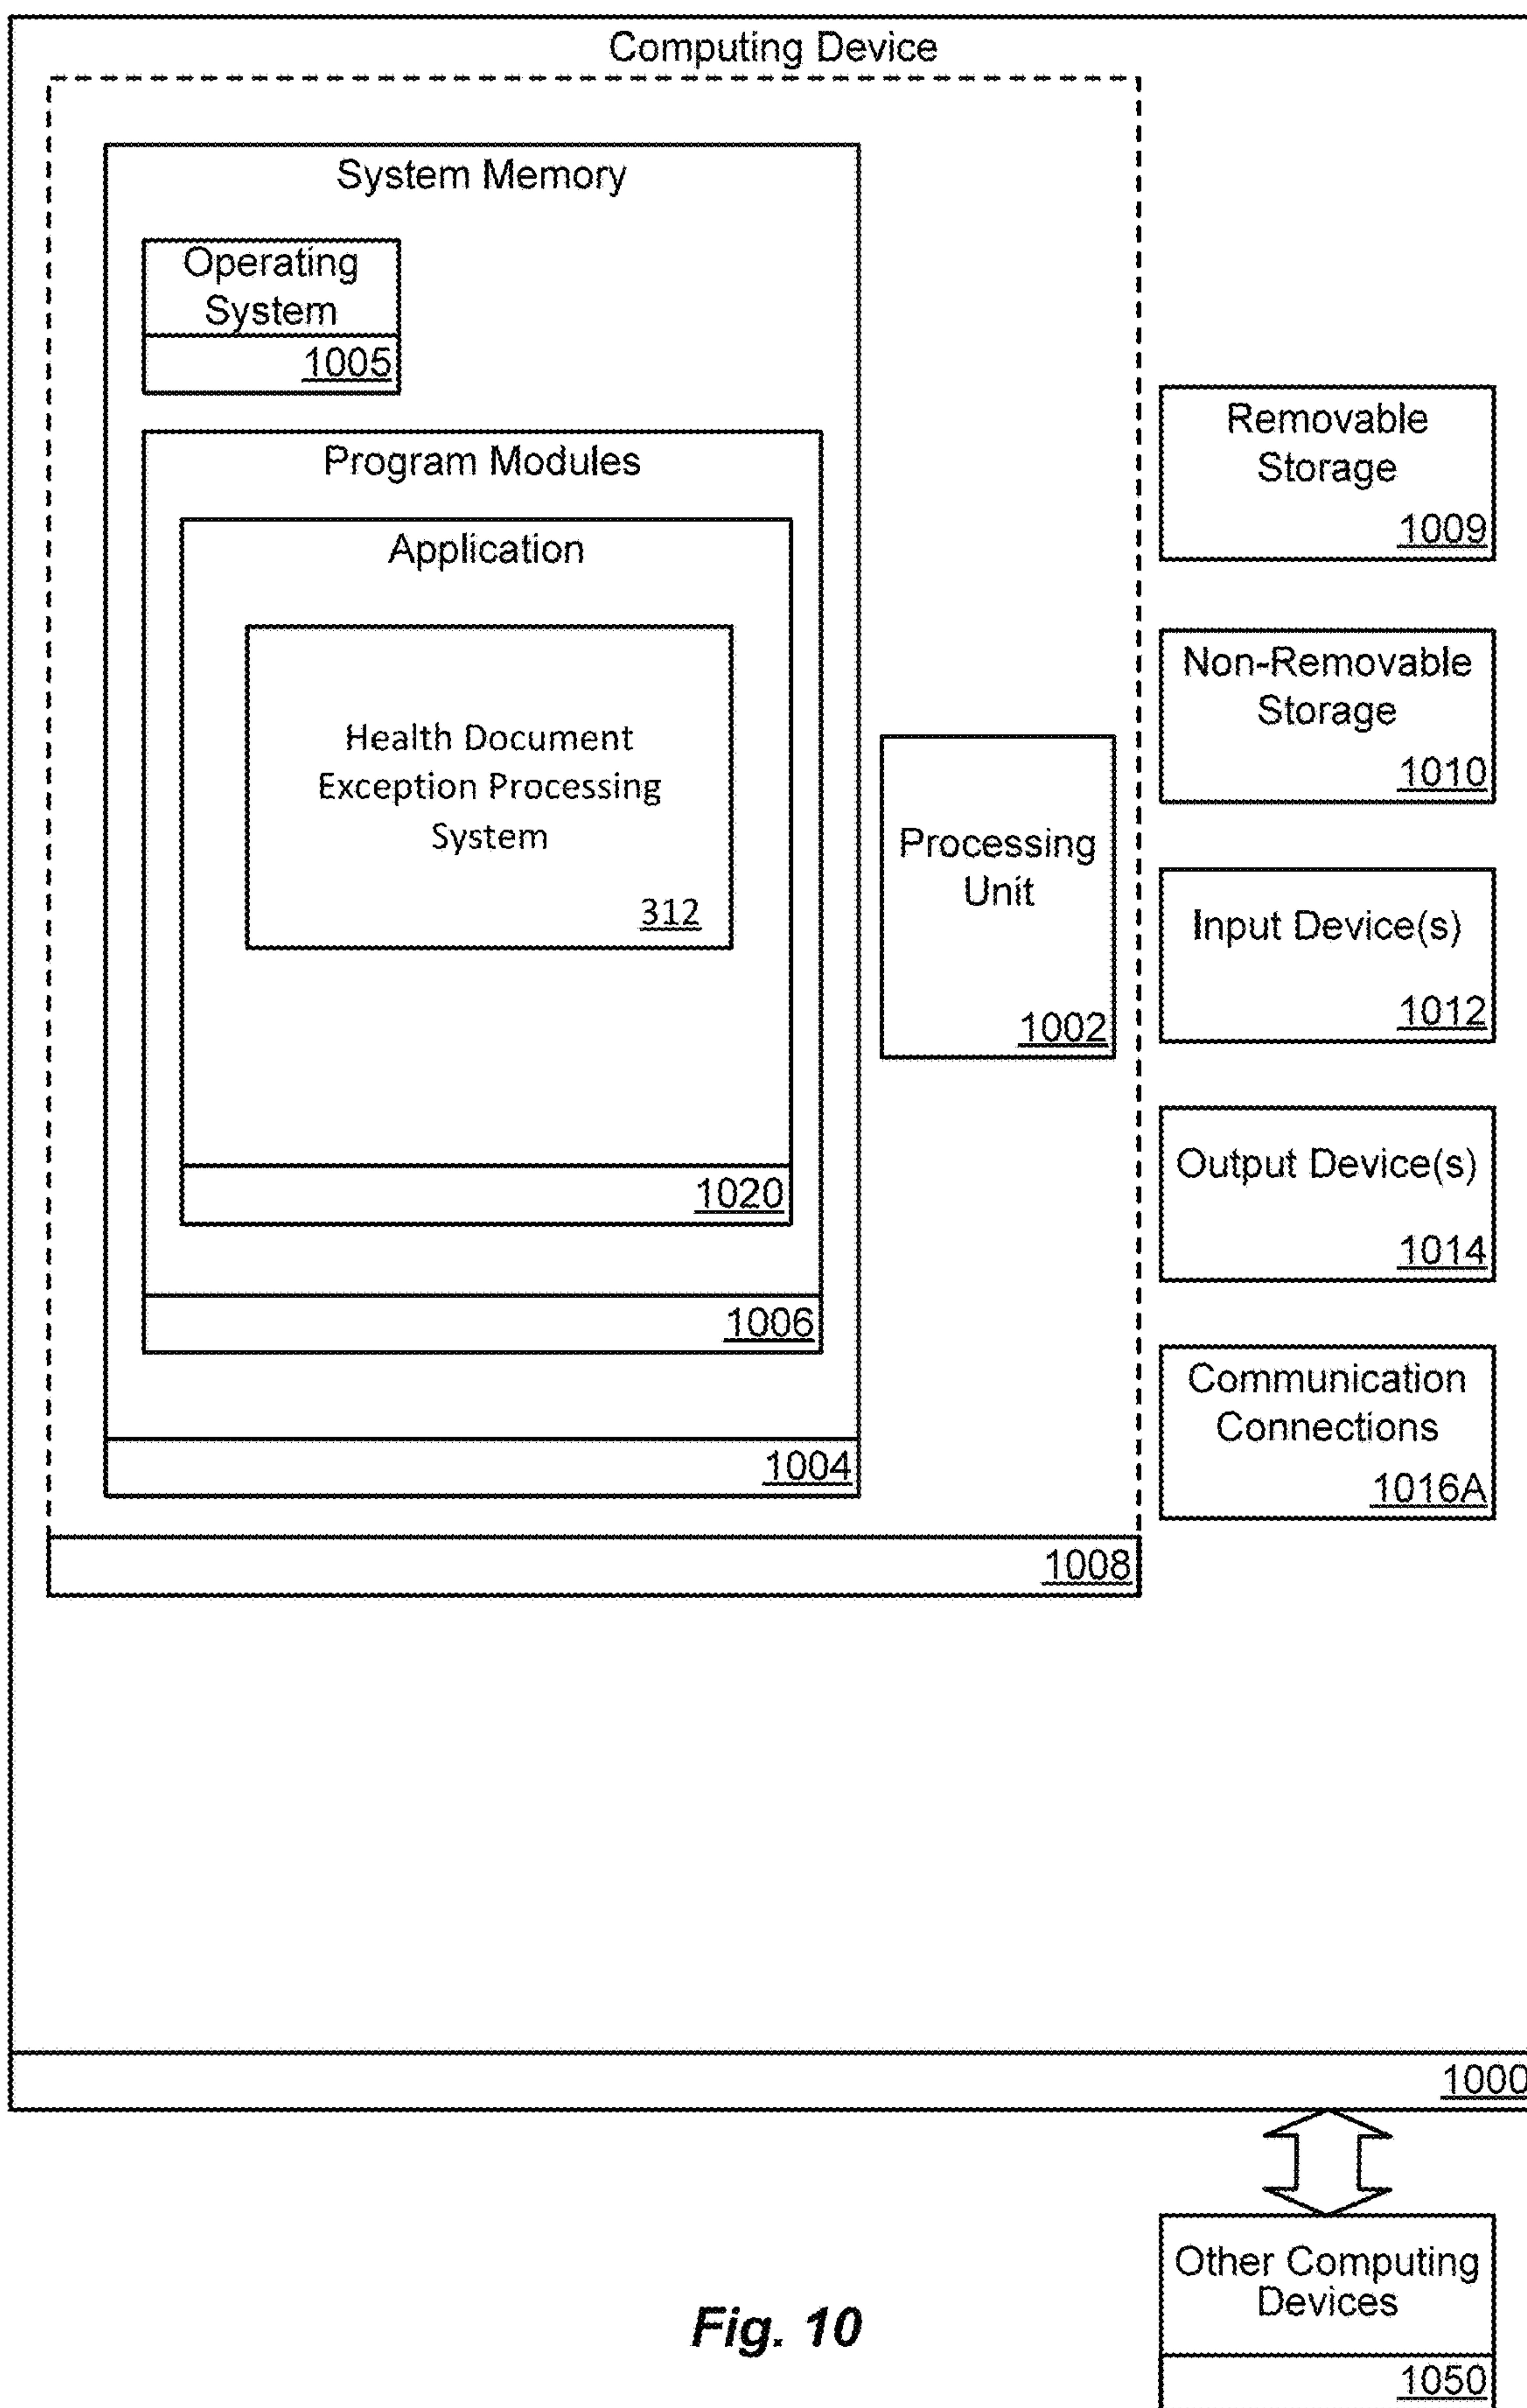 Computing Device
System Memory
Operating
System
1005
Program Modules
Application
Health Document
Exception Processing
System
312
1020
1006
1004
Processing
Unit
1002
1008
Removable
Storage
1009
Non-Removable
Storage
1010
Input Device(s)
1012
Output Device(s)
1014
Communication
Connections
1016A
1000
Other Computing
Devices
1050
Fig. 10